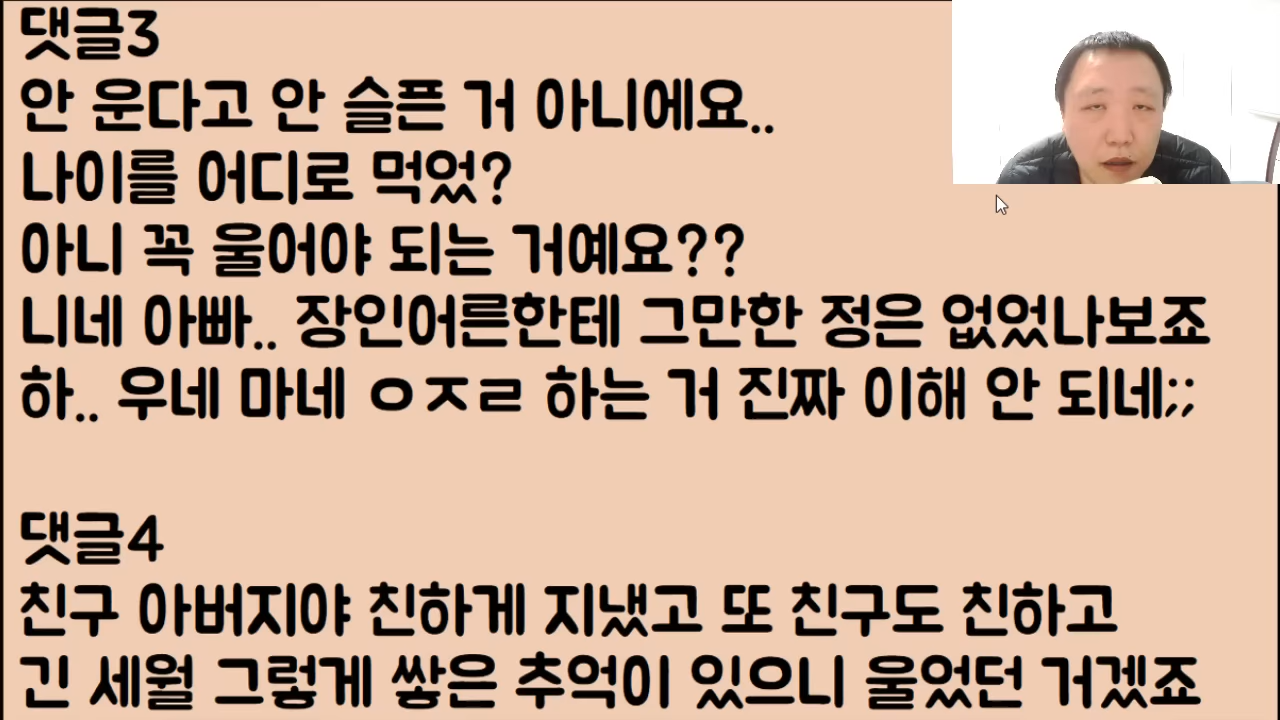 댓글3
안 운다고 안 슬픈 거 아니에요..
나이를 어디로 먹었?
아니 꼭 울어야 되는 거예요??
니네 아빠.. 장인어른한테 그만한 정은 없었나보죠
하.. 우네 마네 ㅇㅈㄹ 하는 거 진짜 이해 안 되네;;
댓글4
친구 아버지야 친하게 지냈고 또 친구도 친하고
긴 세월 그렇게 쌓은 추억이 있으니 울었던 거겠죠